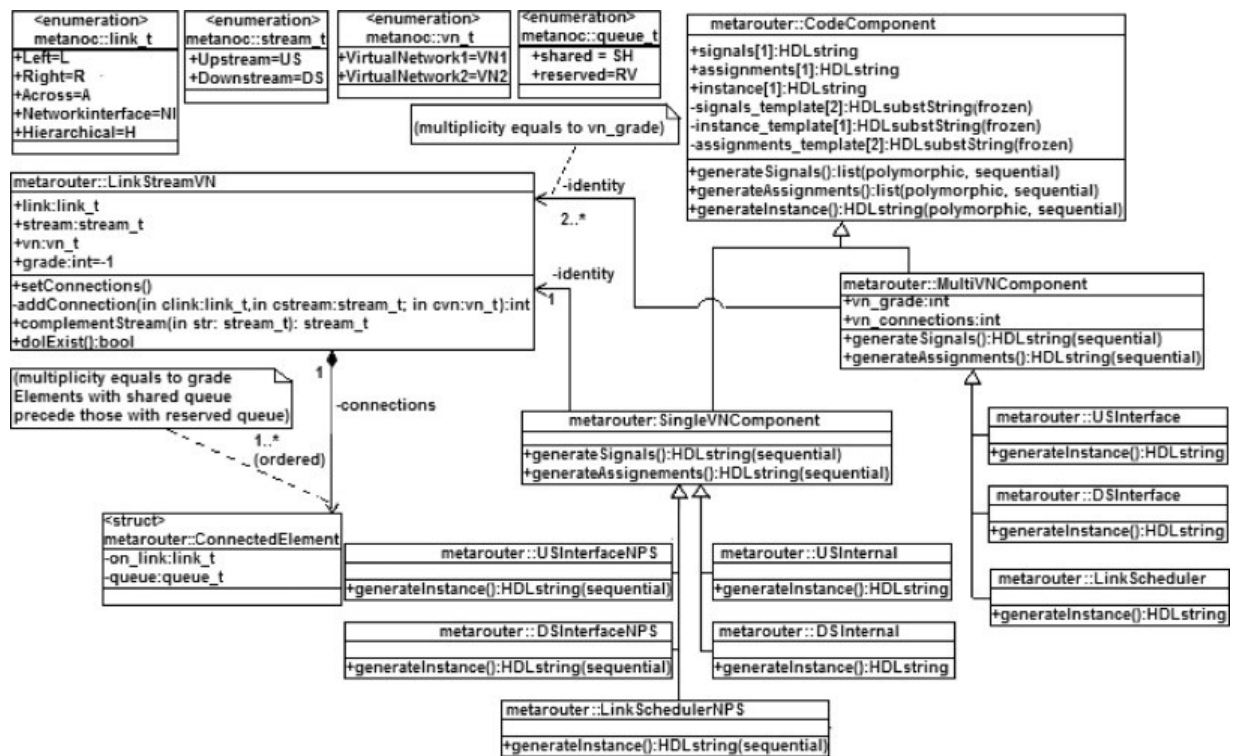 <enumeration>
metanoc::link_t
+Left=L
+Right=R
+Across=A
+Networkinterface=NI
+Hierarchical=H
<enumeration>
metanoc::stream_t
+Upstream=US
+Downstream=DS
<enumeration>
metanoc::vn_t
+VirtualNetwork1=VN1
+VirtualNetwork2=VN2
<enumeration>
metanoc::queue_t
+shared = SH
+reserved=RV
metarouter::CodeComponent
+signals[1]:HDLstring
+assignments[1]:HDLstring
+instance[1]:HDLstring
-signals_template[2]:HDLsubstString(frozen)
-instance_template[1]:HDLsubstString(frozen)
-assignments_template[2]:HDLsubstString(frozen)
+generateSignals():list(polymorphic, sequential)
+generateAssignments():list(polymorphic, sequential)
+generateInstance():HDLstring(polymorphic, sequential)
(multiplicity equals to vn_grade)
metarouter::LinkStreamVN
+link:link_t
+stream:stream_t
+vn:vn_t
+grade:int=-1
+setConnections()
-addConnection(in clink:link_t,in cstream:stream_t; in cvn:vn_t):int
+complementStream(in str: stream_t): stream_t
+doIExist():bool
-identity
2..*
-identity
1
metarouter::MultiVNComponent
+vn_grade:int
+vn_connections:int
+generateSignals():HDLstring(sequential)
+generateAssignments():HDLstring(sequential)
(multiplicity equals to grade
Elements with shared queue
precede those with reserved queue)
1
-connections
1..*
(ordered)
metarouter:SingleVNComponent
+generateSignals():HDLstring(sequential)
+generateAssignements():HDLstring(sequential)
metarouter::USInterface
+generateInstance():HDLstring
metarouter::DSInterface
+generateInstance():HDLstring
metarouter::LinkScheduler
+generateInstance():HDLstring
<struct>
metarouter::ConnectedElement
-on_link:link_t
-queue:queue_t
metarouter::USInterfaceNPS
+generateInstance():HDLstring(sequential)
metarouter::USInternal
+generateInstance():HDLstring
metarouter::DSInterfaceNPS
+generateInstance():HDLstring(sequential)
metarouter::DSInternal
+generateInstance():HDLstring
metarouter::LinkSchedulerNPS
+generateInstance():HDLstring(sequential)